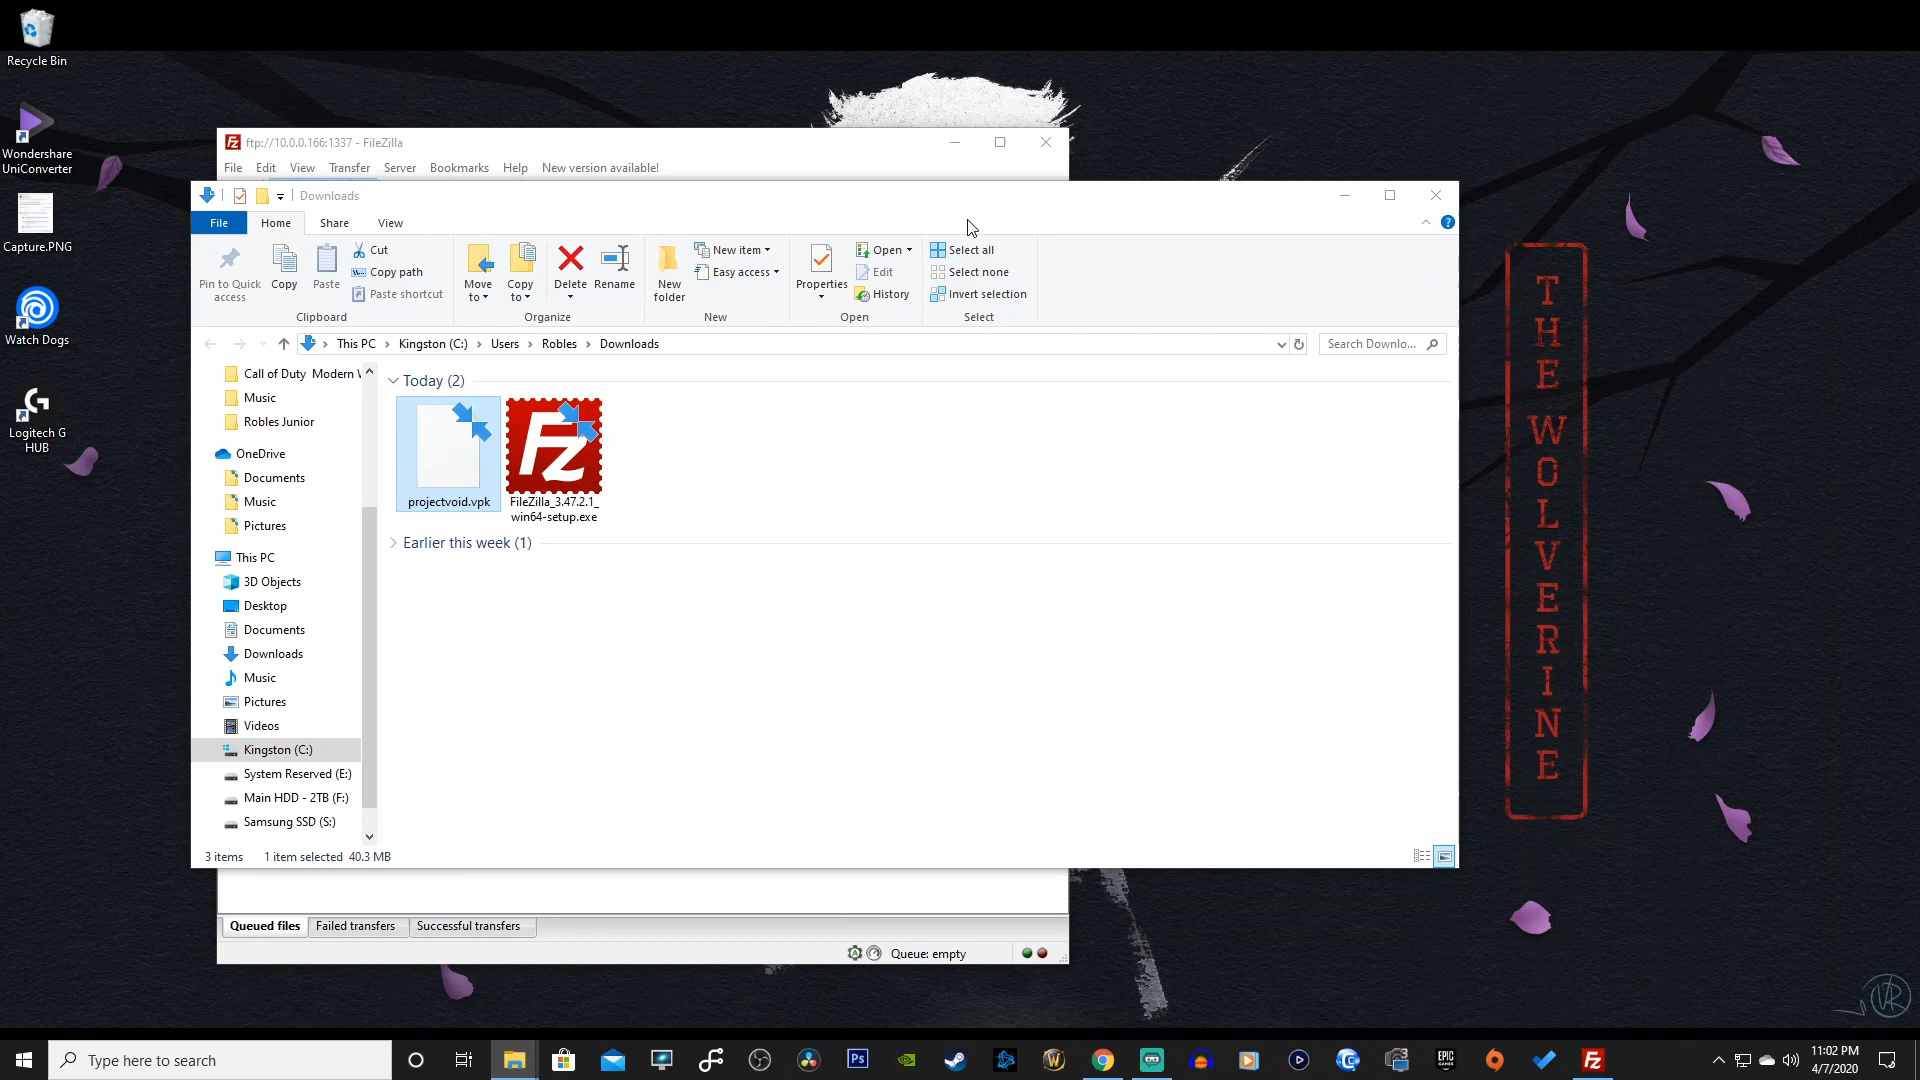 Recycle Bin
Wondershare
UniConverter
Capture.PNG
Watch Dogs
Logitech G
HUB
ftp://10.0.0.166:1337 - FileZilla
File Edit View Transfer Server Bookmarks Help New version available!
Downloads
File Home Share View
Pin to Quick
access
Copy
Paste
Cut
Copy path
Paste shortcut
Clipboard
Move
to
Copy
to
Delete
Rename
Organize
New
folder
New item
Easy access
New
Properties
Open
Edit
History
Open
Select all
Select none
Invert selection
Select
This PC > Kingston (C:) > Users > Robles > Downloads
Search Downlo...
Call of Duty Modern
Music
Robles Junior
OneDrive
Documents
Music
Pictures
This PC
3D Objects
Desktop
Documents
Downloads
Music
Pictures
Videos
Kingston (C:)
System Reserved (E:)
Main HDD - 2TB (F:)
Samsung SSD (S:)
Today (2)
projectvoid.vpk
FileZilla_3.47.2.1_
win64-setup.exe
Earlier this week (1)
3 items 1 item selected 40.3 MB
Queued files Failed transfers Successful transfers
Queue: empty
THE WOLVERINE
Type here to search
Ps
EPIC
GAMES
11:02 PM
4/7/2020